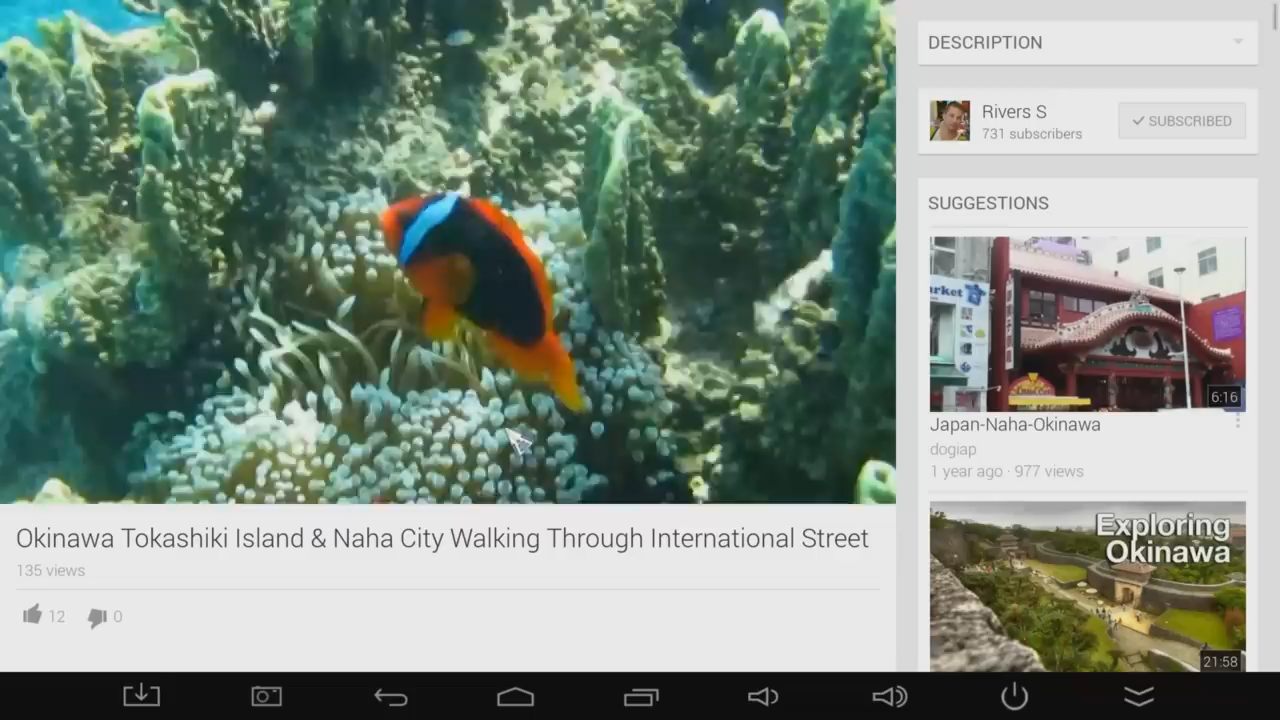 DESCRIPTION
Rivers S
731 subscribers
SUBSCRIBED
SUGGESTIONS
rket
6:16
Japan-Naha-Okinawa
dogiap
1 year ago · 977 views
Exploring
Okinawa
21:58
Okinawa Tokashiki Island & Naha City Walking Through International Street
135 views
12
0